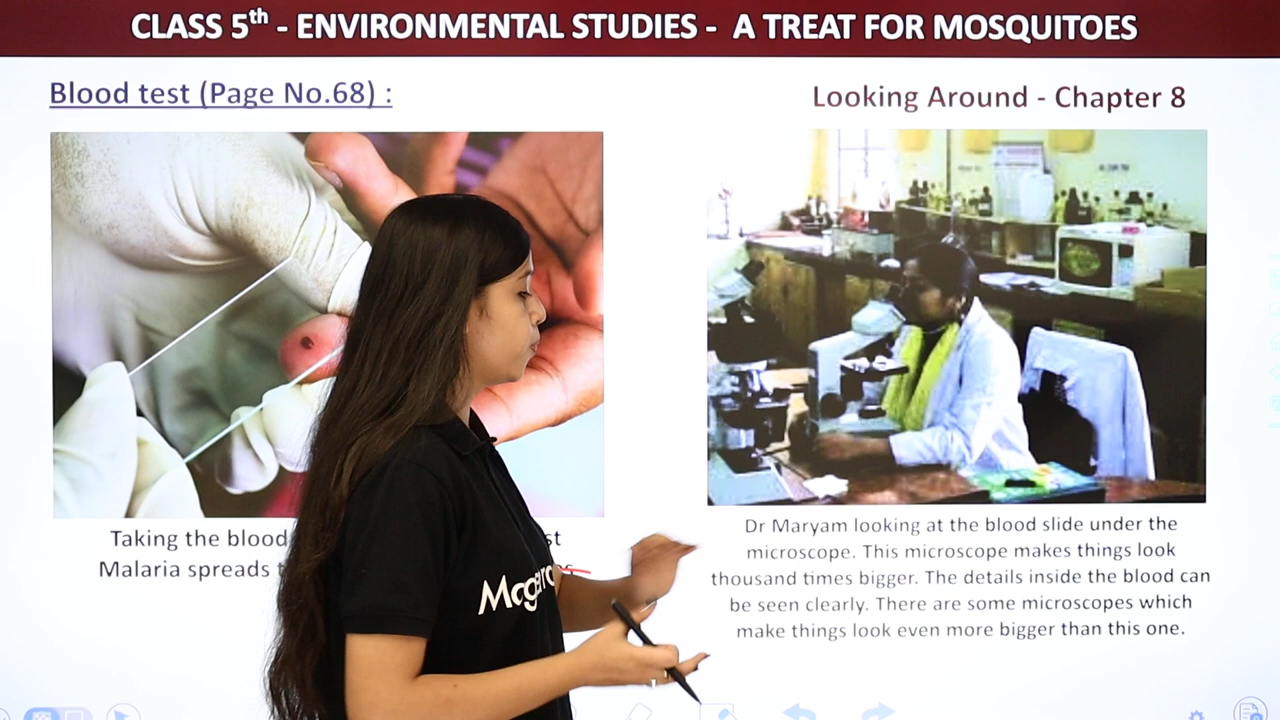 CLASS 5th - ENVIRONMENTAL STUDIES - A TREAT FOR MOSQUITOES
Blood test (Page No.68) :
Looking Around - Chapter 8
Taking the blood
Malaria spreads
Dr Maryam looking at the blood slide under the
microscope. This microscope makes things look
thousand times bigger. The details inside the blood can
be seen clearly. There are some microscopes which
make things look even more bigger than this one.